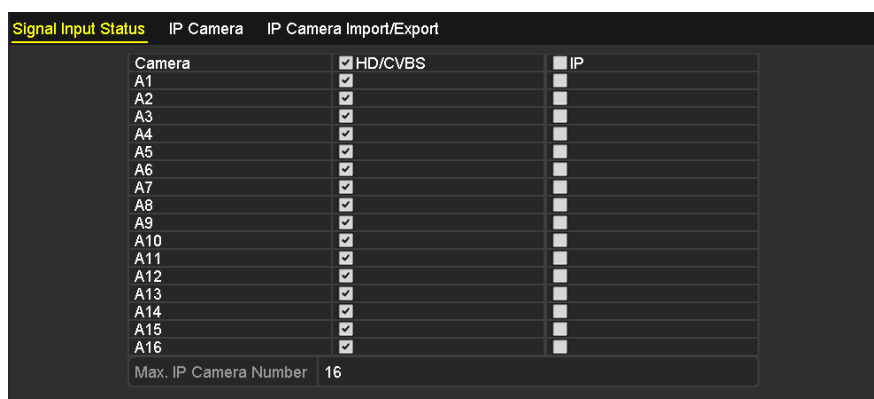 Signal Input Status IP Camera IP Camera Import/Export
Camera HD/CVBS IP
A1
A2
A3
A4
A5
A6
A7
A8
A9
A10
A11
A12
A13
A14
A15
A16
Max. IP Camera Number 16